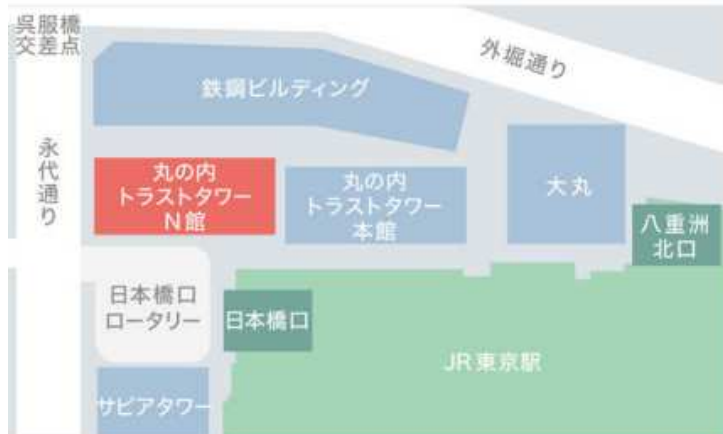 呉服橋
交差点
外堀通り
鉄鋼ビルディング
永代通り
丸の内
トラストタワー
N館
丸の内
トラストタワー
本館
大丸
八重洲
北口
日本橋口
ロータリー
日本橋口
JR東京駅
サピアタワー